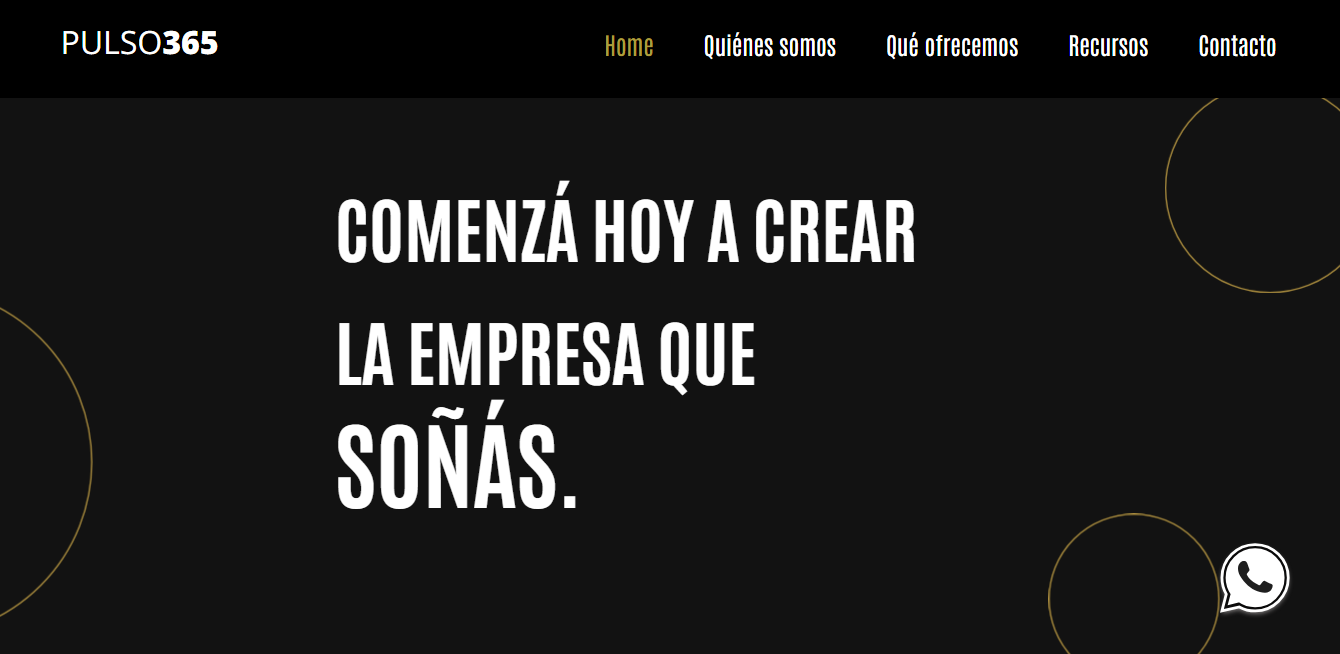 PULSO365
Home Quiénes somos Qué ofrecemos Recursos Contacto
COMENZÁ HOY A CREAR
LA EMPRESA QUE
SOÑÁS.